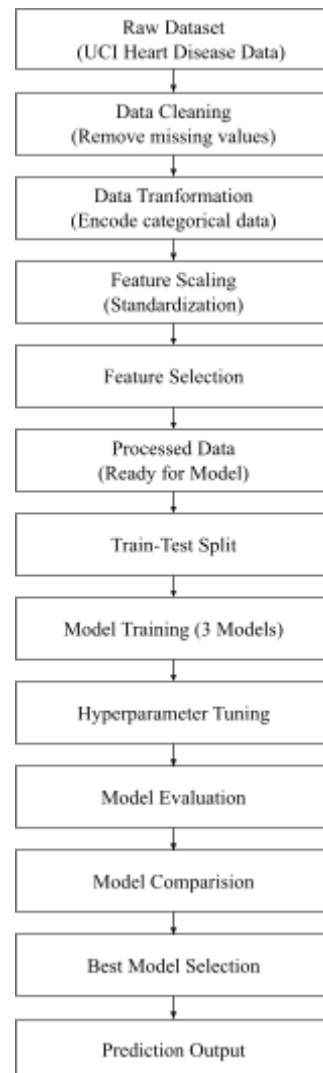 Raw Dataset
(UCI Heart Disease Data)
Data Cleaning
(Remove missing values)
Data Tranformation
(Encode categorical data)
Feature Scaling
(Standardization)
Feature Selection
Processed Data
(Ready for Model)
Train-Test Split
Model Training (3 Models)
Hyperparameter Tuning
Model Evaluation
Model Comparision
Best Model Selection
Prediction Output